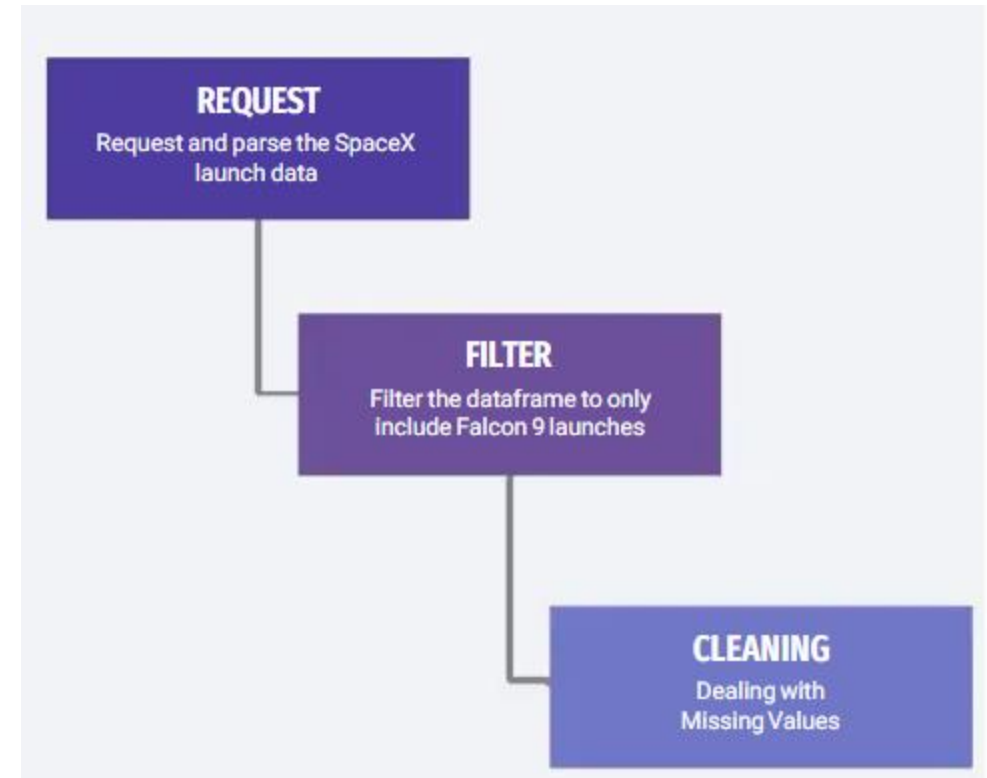 REQUEST
Request and parse the SpaceX
launch data
FILTER
Filter the dataframe to only
include Falcon 9 launches
CLEANING
Dealing with
Missing Values